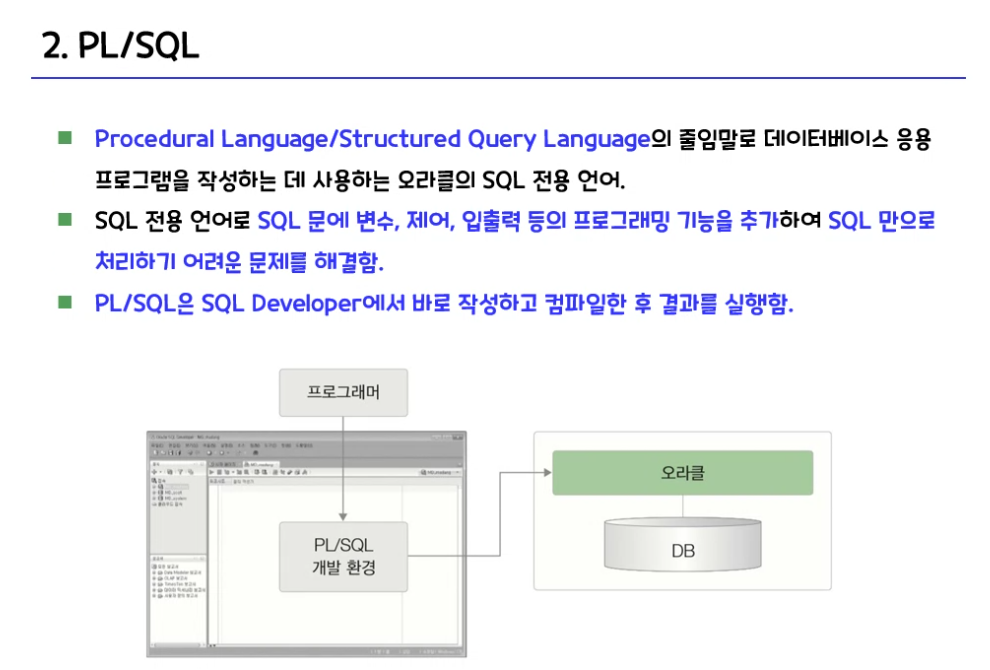 2. PL/SQL
Procedural Language/Structured Query Language의 줄임말로 데이터베이스 응용
프로그램을 작성하는 데 사용하는 오라클의 SQL 전용 언어.
SQL 전용 언어로 SQL 문에 변수, 제어, 입출력 등의 프로그래밍 기능을 추가하여 SQL 만으로
처리하기 어려운 문제를 해결함.
PL/SQL은 SQL Developer에서 바로 작성하고 컴파일한 후 결과를 실행함.
프로그래머
오라클
PL/SQL
개발 환경
DB